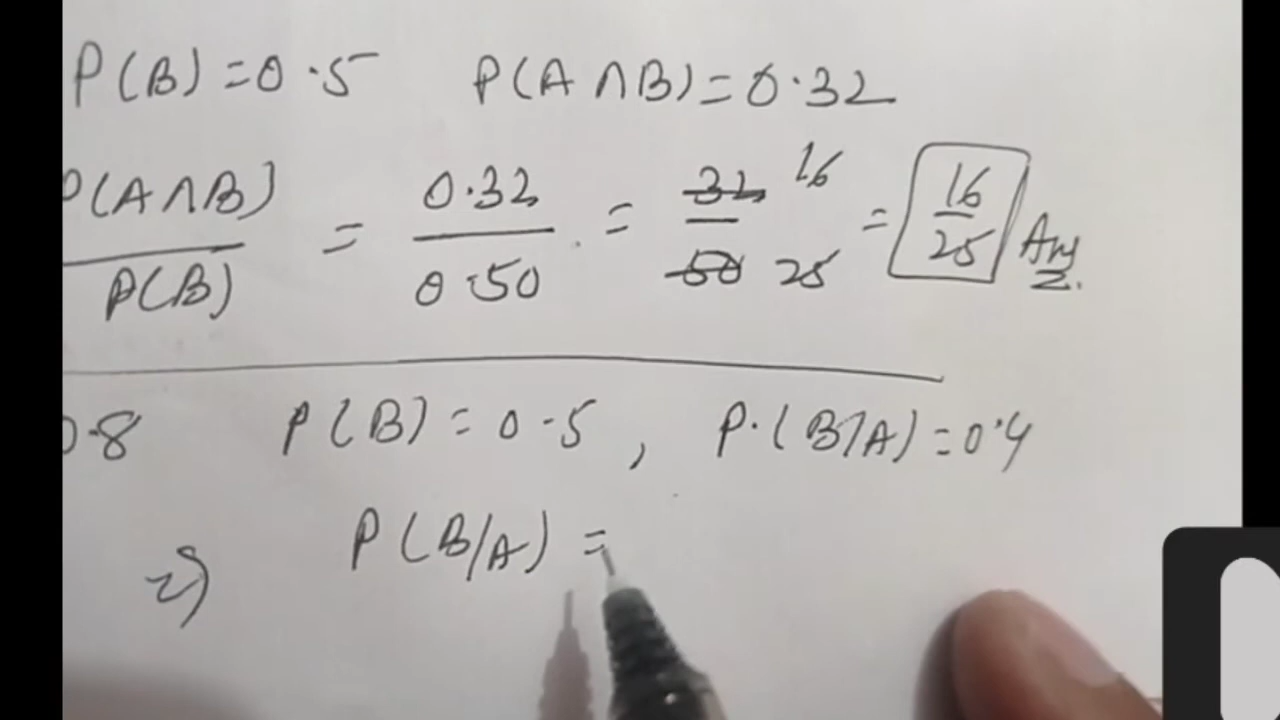 P(B) = 0.5 P(A ∩ B) = 0.32
P(A ∩ B) / P(B) = 0.32 / 0.50 = 32 16 / 50 25 = 16 / 25 Ans
0.8 P(B) = 0.5 , P.(B/A) = 0.4
P(B/A) =